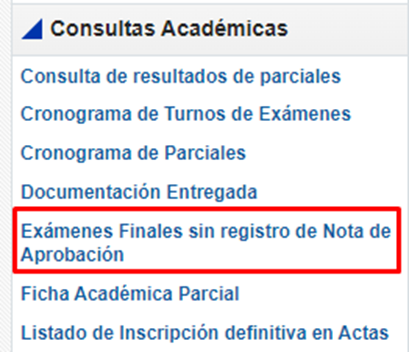 Consultas Académicas
Consulta de resultados de parciales
Cronograma de Turnos de Exámenes
Cronograma de Parciales
Documentación Entregada
Exámenes Finales sin registro de Nota de
Aprobación
Ficha Académica Parcial
Listado de Inscripción definitiva en Actas